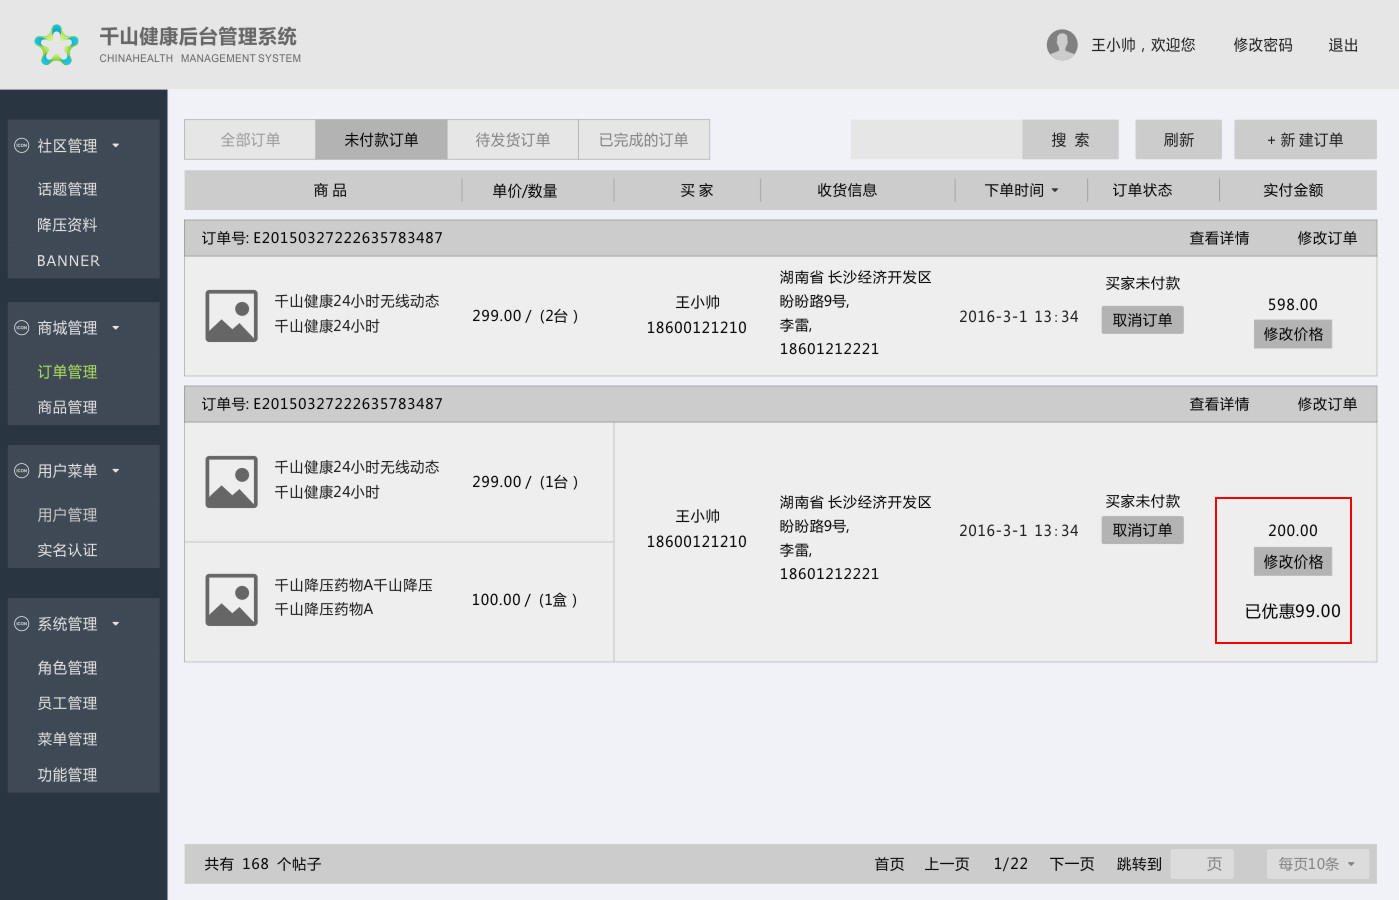 千山健康后台管理系统
CHINAHEALTH MANAGEMENT SYSTEM
王小帅，欢迎您 修改密码 退出
社区管理
话题管理
降压资料
BANNER
商城管理
订单管理
商品管理
用户菜单
用户管理
实名认证
系统管理
角色管理
员工管理
菜单管理
功能管理
全部订单 未付款订单 待发货订单 已完成的订单 搜 索 刷新 + 新 建订单
商 品 单价/数量 买 家 收货信息 下单时间 订单状态 实付金额
订单号: E20150327222635783487 查看详情 修改订单
千山健康24小时无线动态
千山健康24小时
299.00 /（2台 ）
王小帅
18600121210
湖南省 长沙经济开发区
盼盼路9号,
李雷,
18601212221
2016-3-1 13:34
买家未付款
取消订单
598.00
修改价格
订单号: E20150327222635783487 查看详情 修改订单
千山健康24小时无线动态
千山健康24小时
299.00 /（1台 ）
千山降压药物A千山降压
千山降压药物A
100.00 /（1盒 ）
王小帅
18600121210
湖南省 长沙经济开发区
盼盼路9号,
李雷,
18601212221
2016-3-1 13:34
买家未付款
取消订单
200.00
修改价格
已优惠99.00
共有 168 个帖子 首页 上一页 1/22 下一页 跳转到 页 每页10条